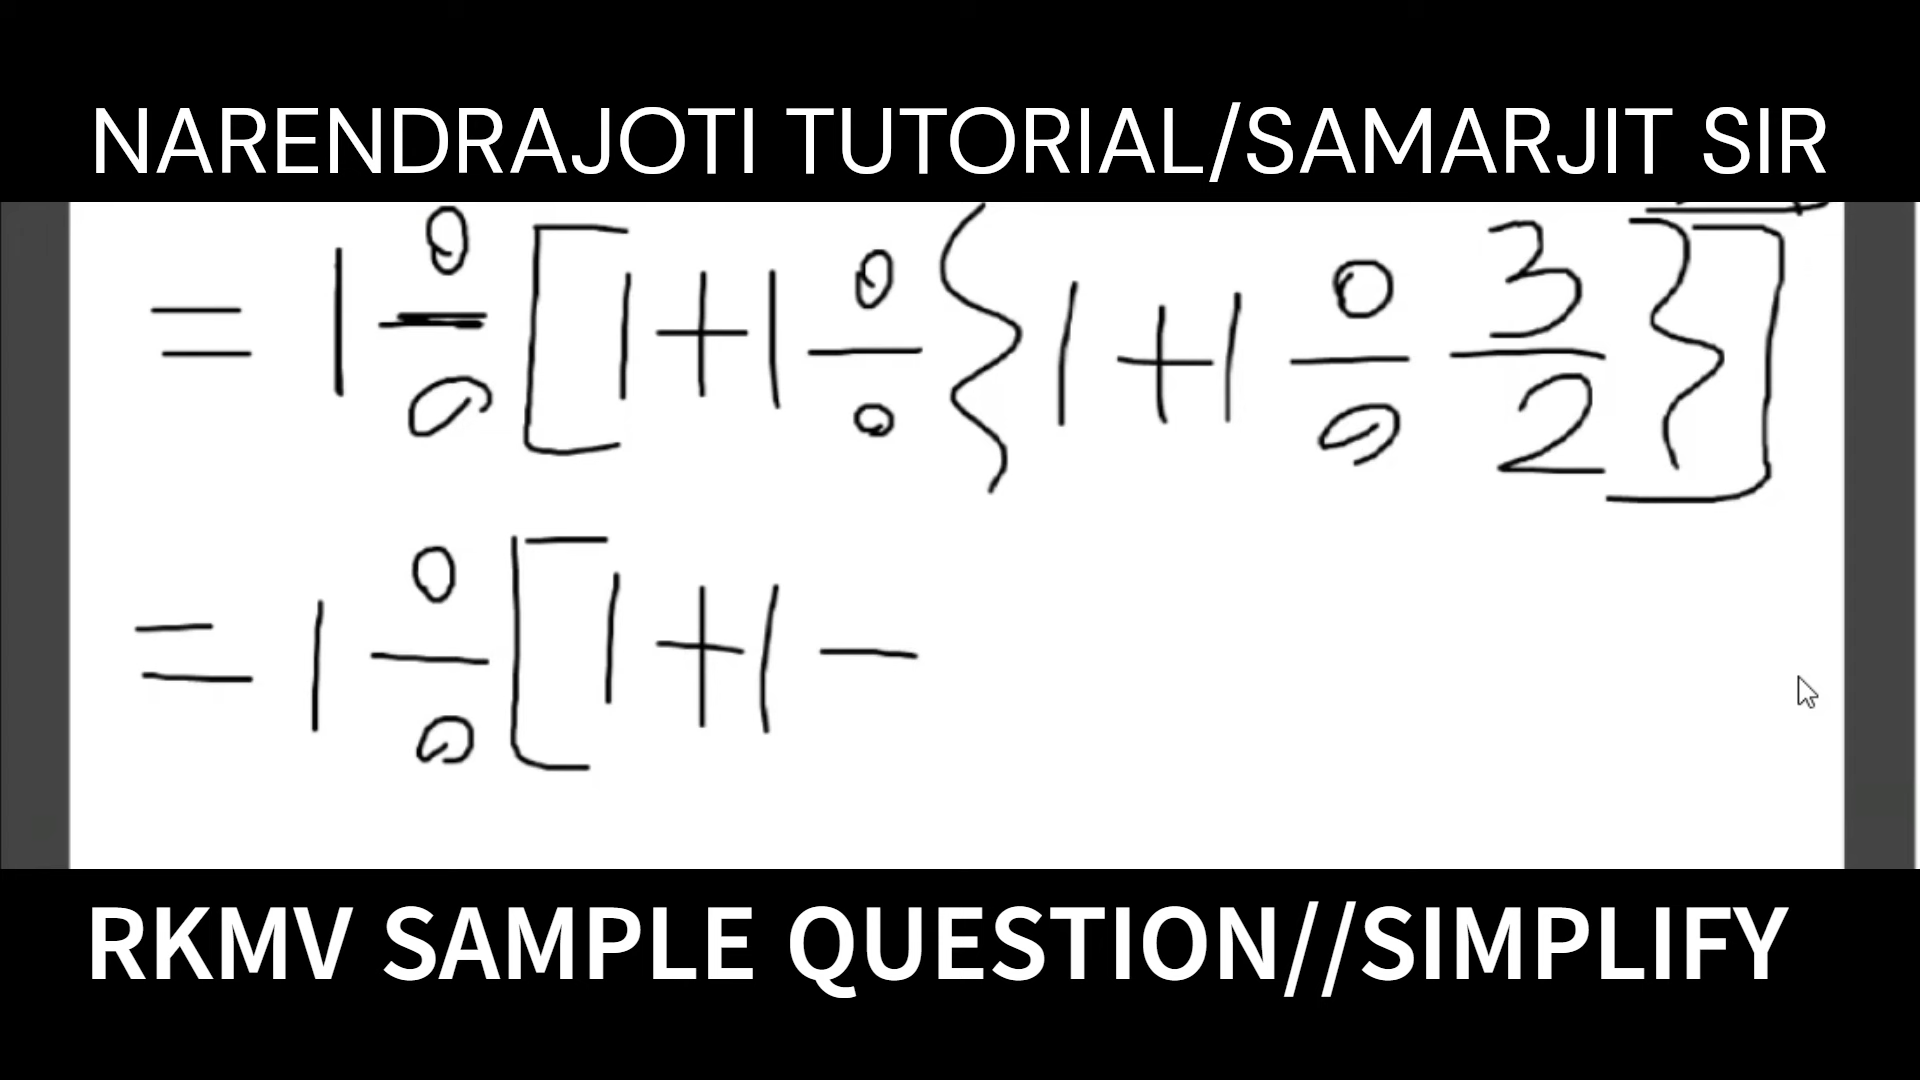 NARENDRAJOTI TUTORIAL/SAMARJIT SIR
= 1 ÷ [1 + 1 ÷ {1 + 1 ÷ 3/2}]
= 1 ÷ [1 + 1 −
RKMV SAMPLE QUESTION//SIMPLIFY